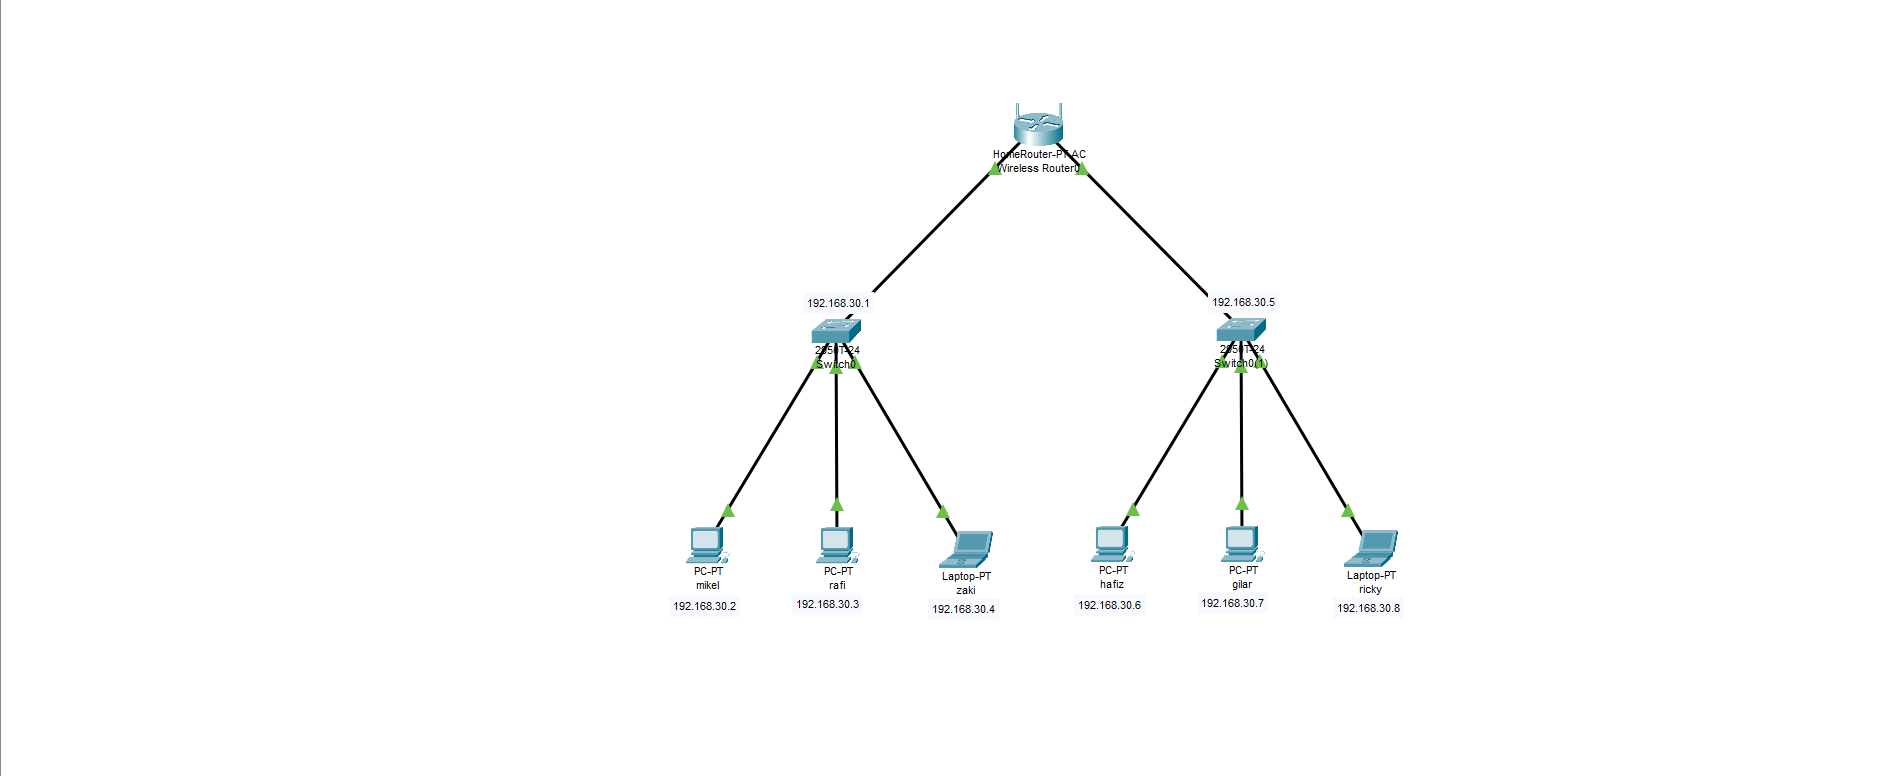 HomeRouter-PT-AC
Wireless Router0
192.168.30.1
2950T-24
Switch0
192.168.30.5
2950T-24
Switch0(1)
PC-PT
mikel
192.168.30.2
PC-PT
rafi
192.168.30.3
Laptop-PT
zaki
192.168.30.4
PC-PT
hafiz
192.168.30.6
PC-PT
gilar
192.168.30.7
Laptop-PT
ricky
192.168.30.8